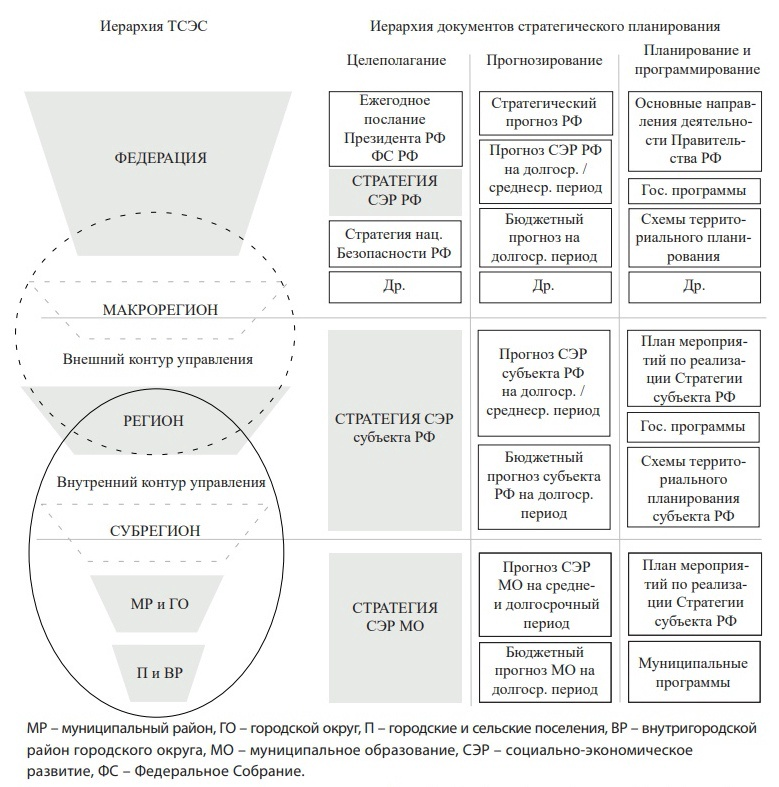 Иерархия ТСЭС
Иерархия документов стратегического планирования
Целеполагание
Прогнозирование
Планирование и
программирование
ФЕДЕРАЦИЯ
МАКРОРЕГИОН
Внешний контур управления
РЕГИОН
Внутренний контур управления
СУБРЕГИОН
МР и ГО
П и ВР
Ежегодное
послание
Президента РФ
ФС РФ
СТРАТЕГИЯ
СЭР РФ
Стратегия нац.
Безопасности РФ
Др.
Стратегический
прогноз РФ
Прогноз СЭР РФ
на долгоср. /
/среднеср. период
Бюджетный
прогноз на
долгоср. период
Др.
Основные направ-
ления деятельно-
сти Правитель-
ства РФ
Гос. программы
Схемы террито-
риального плани-
рования
Др.
СТРАТЕГИЯ СЭР
субъекта РФ
Прогноз СЭР
субъекта РФ
на долгоср. /
среднеср. период
Бюджетный
прогноз субъекта
РФ на долгоср.
период
План мероприя-
тий по реализа-
ции Стратегии
субъекта РФ
Гос. программы
Схемы террито-
риального
планирования
субъекта РФ
СТРАТЕГИЯ
СЭР МО
Прогноз СЭР
МО на средне-
и долгосрочный
период
Бюджетный
прогноз МО на
долгоср. период
План мероприя-
тий по реализа-
ции Стратегии
субъекта РФ
Муниципальные
программы
МР – муниципальный район, ГО – городской округ, П – городские и сельские поселения, ВР – внутригородской
район городского округа, МО – муниципальное образование, СЭР – социально-экономическое
развитие, ФС – Федеральное Собрание.